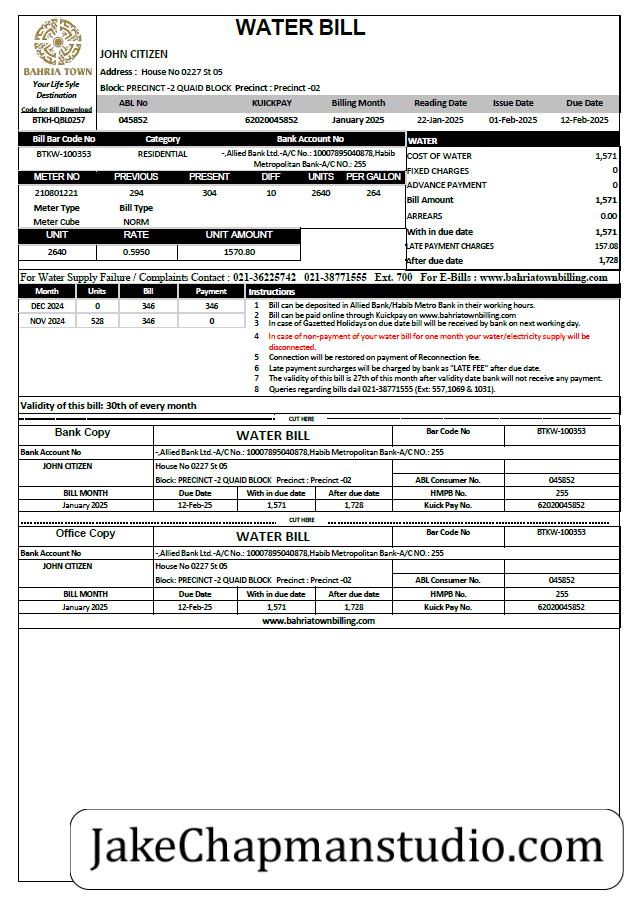 WATER BILL
BAHRIA TOWN
Your Life Syle
Destination
JOHN CITIZEN
Address : House No 0227 St 05
Block: PRECINCT -2 QUAID BLOCK Precinct : Precinct -02
Code for Bill Download ABL No KUICKPAY Billing Month Reading Date Issue Date Due Date
BTKH-QBL0257 045852 62020045852 January 2025 22-Jan-2025 01-Feb-2025 12-Feb-2025
Bill Bar Code No Category Bank Account No
BTKW-100353 RESIDENTIAL -,Allied Bank Ltd.-A/C No.: 10007895040878,Habib
Metropolitan Bank-A/C NO.: 255
METER NO PREVIOUS PRESENT DIFF UNITS PER GALLON
210801221 294 304 10 2640 264
Meter Type Bill Type
Meter Cube NORM
UNIT RATE UNIT AMOUNT
2640 0.5950 1570.80
WATER
COST OF WATER 1,571
FIXED CHARGES 0
ADVANCE PAYMENT 0
Bill Amount 1,571
ARREARS 0.00
With in due date 1,571
LATE PAYMENT CHARGES 157.08
After due date 1,728
For Water Supply Failure / Complaints Contact : 021-36225742 021-38771555 Ext. 700 For E-Bills : www.bahriatownbilling.com
Month Units Bill Payment
DEC 2024 0 346 346
NOV 2024 528 346 0
Instructions
1 Bill can be deposited in Allied Bank/Habib Metro Bank in their working hours.
2 Bill can be paid online through Kuickpay on www.bahriatownbilling.com
3 In case of Gazetted Holidays on due date bill will be received by bank on next working day.
4 In case of non-payment of your water bill for one month your water/electricity supply will be
disconnected.
5 Connection will be restored on payment of Reconnection fee.
6 Late payment surcharges will be charged by bank as "LATE FEE" after due date.
7 The validity of this bill is 27th of this month after validity date bank will not receive any payment.
8 Queries regarding bills dail 021-38771555 (Ext: 557,1069 & 1031).
Validity of this bill: 30th of every month
CUT HERE
Bank Copy WATER BILL Bar Code No BTKW-100353
Bank Account No -,Allied Bank Ltd.-A/C No.: 10007895040878,Habib Metropolitan Bank-A/C NO.: 255
JOHN CITIZEN House No 0227 St 05
Block: PRECINCT -2 QUAID BLOCK Precinct : Precinct -02 ABL Consumer No. 045852
BILL MONTH Due Date With in due date After due date HMPB No. 255
January 2025 12-Feb-25 1,571 1,728 Kuick Pay No. 62020045852
CUT HERE
Office Copy WATER BILL Bar Code No BTKW-100353
Bank Account No -,Allied Bank Ltd.-A/C No.: 10007895040878,Habib Metropolitan Bank-A/C NO.: 255
JOHN CITIZEN House No 0227 St 05
Block: PRECINCT -2 QUAID BLOCK Precinct : Precinct -02 ABL Consumer No. 045852
BILL MONTH Due Date With in due date After due date HMPB No. 255
January 2025 12-Feb-25 1,571 1,728 Kuick Pay No. 62020045852
www.bahriatownbilling.com
JakeChapmanstudio.com